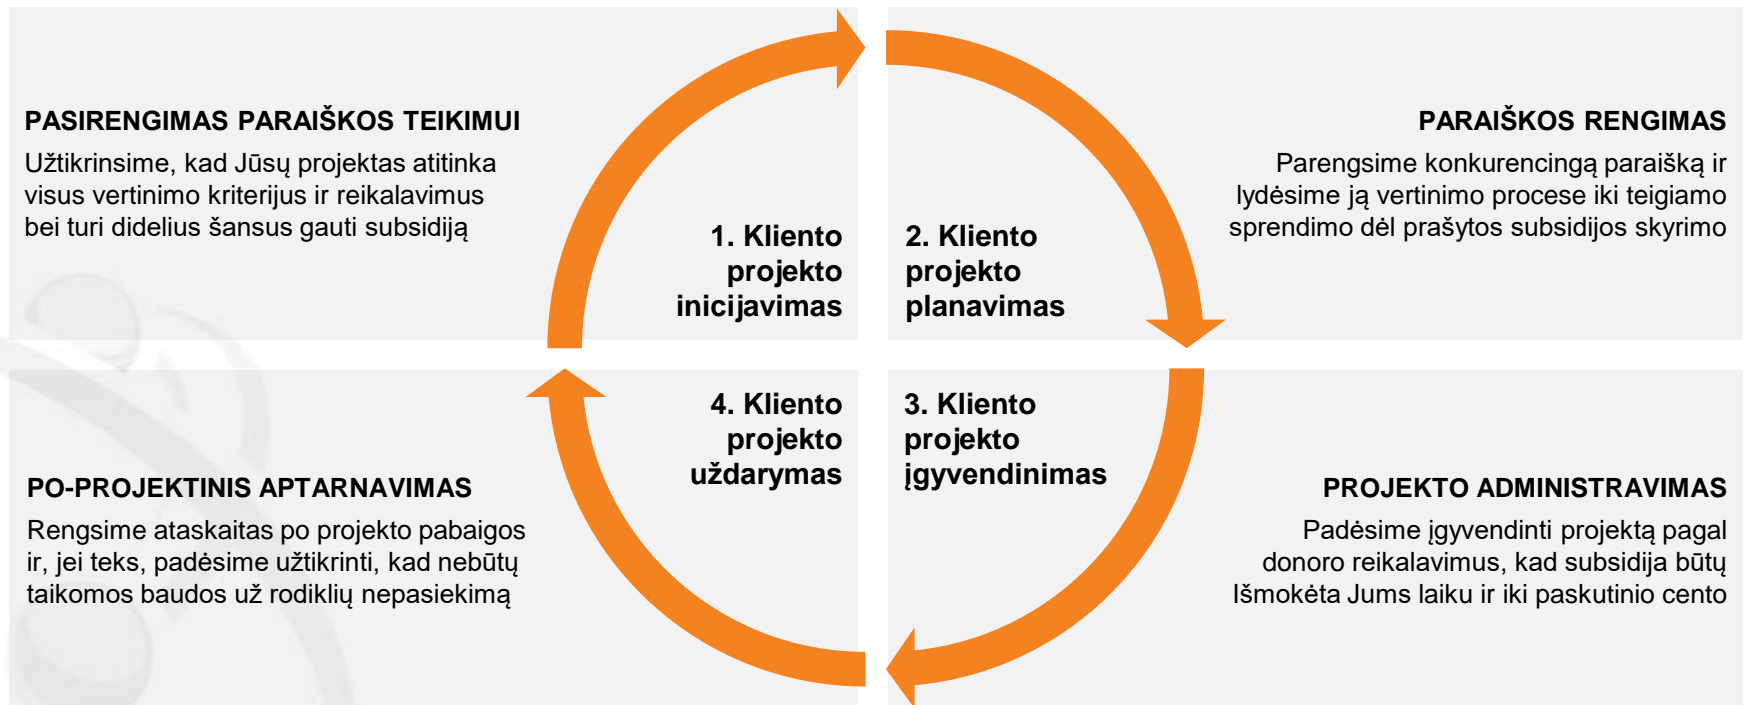 PASIRENGIMAS PARAIŠKOS TEIKIMUI
Užtikrinsime, kad Jūsų projektas atitinka
visus vertinimo kriterijus ir reikalavimus
bei turi didelius šansus gauti subsidiją
1. Kliento
projekto
inicijavimas
2. Kliento
projekto
planavimas
PARAIŠKOS RENGIMAS
Parengsime konkurencingą paraišką ir
lydėsime ją vertinimo procese iki teigiamo
sprendimo dėl prašytos subsidijos skyrimo
3. Kliento
projekto
įgyvendinimas
PROJEKTO ADMINISTRAVIMAS
Padėsime įgyvendinti projektą pagal
donoro reikalavimus, kad subsidija būtų
Išmokėta Jums laiku ir iki paskutinio cento
4. Kliento
projekto
uždarymas
PO-PROJEKTINIS APTARNAVIMAS
Rengsime ataskaitas po projekto pabaigos
ir, jei teks, padėsime užtikrinti, kad nebūtų
taikomos baudos už rodiklių nepasiekimą